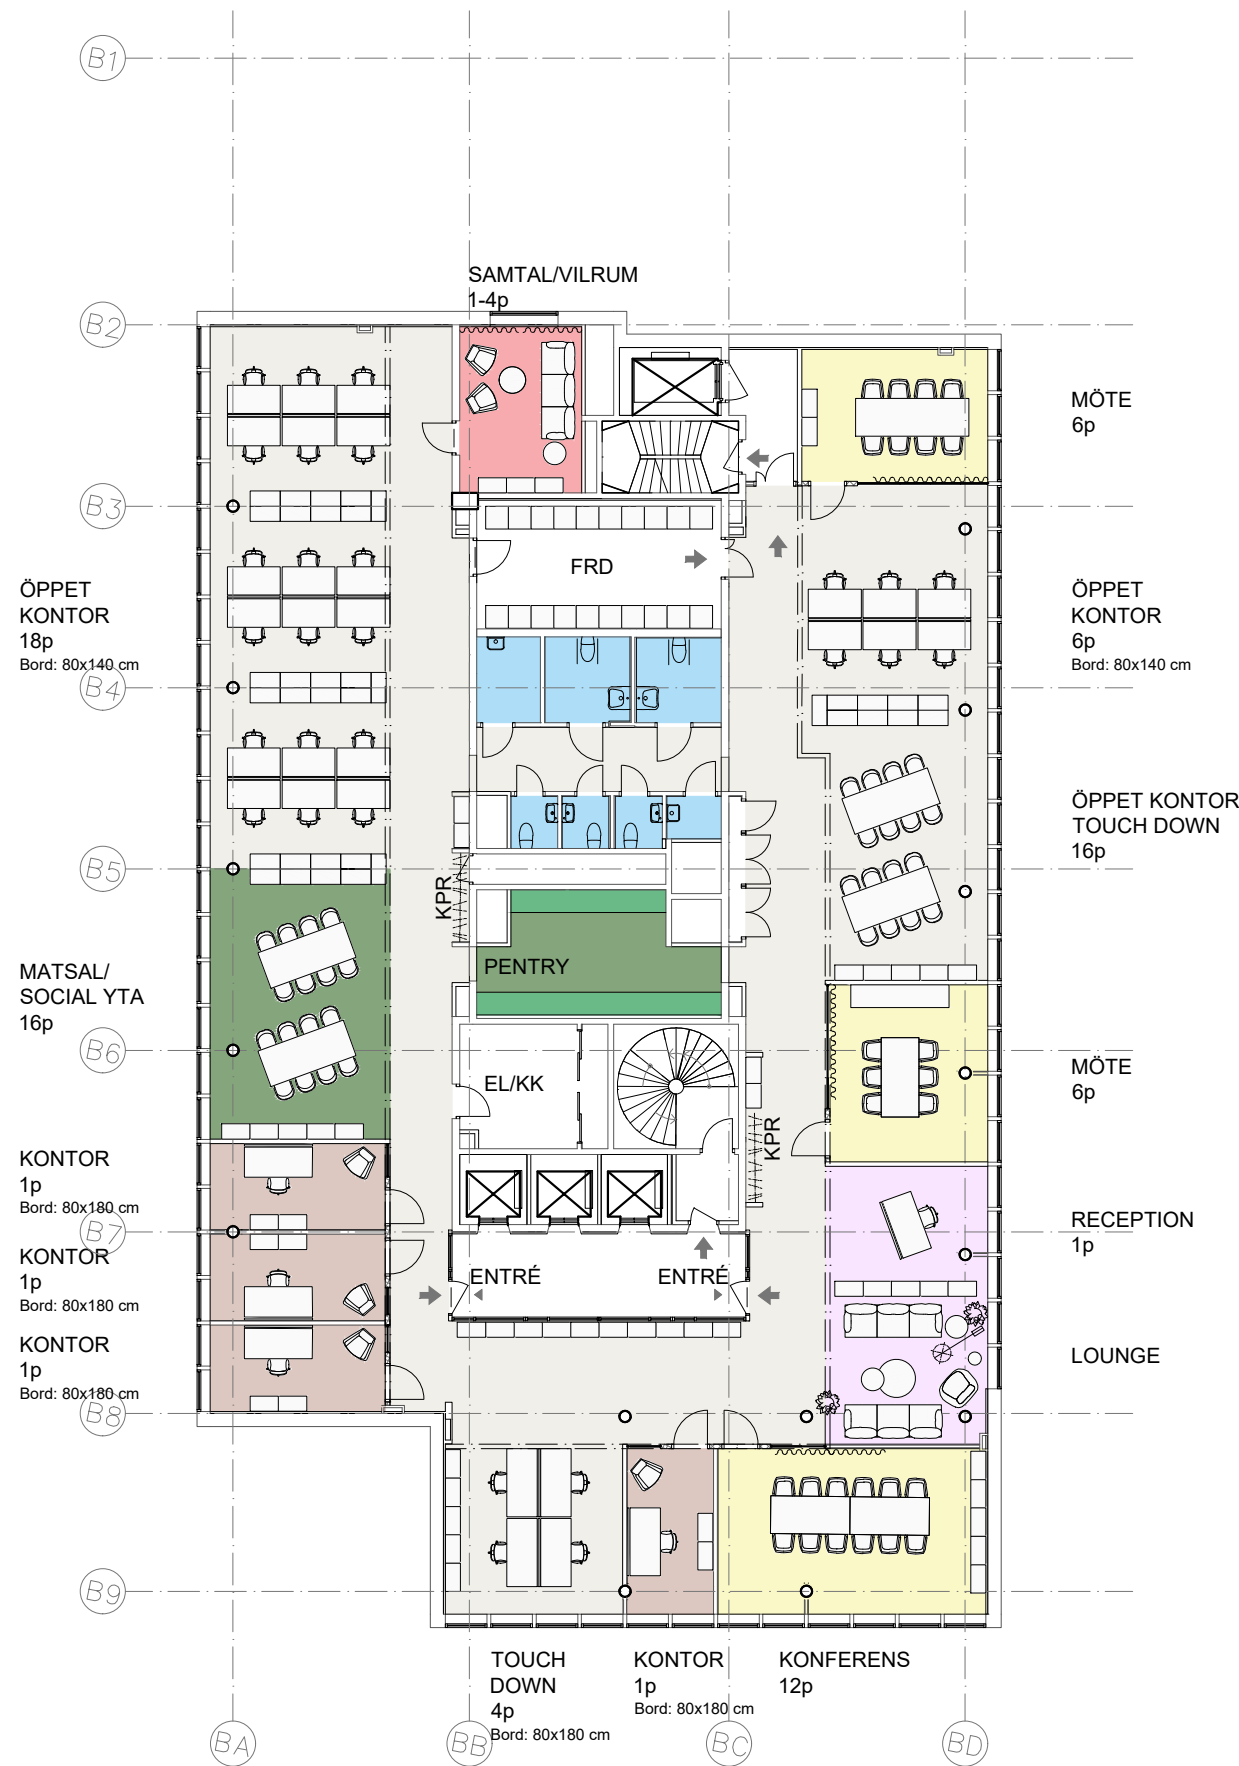 B1
SAMTAL/VILRUM
1-4p
B2
MÖTE
6p
B3
FRD
ÖPPET
KONTOR
18p
Bord: 80x140 cm
ÖPPET
KONTOR
6p
Bord: 80x140 cm
B4
ÖPPET KONTOR
TOUCH DOWN
16p
B5
KPR
PENTRY
MATSAL/
SOCIAL YTA
16p
B6
EL/KK
MÖTE
6p
KPR
KONTOR
1p
Bord: 80x180 cm
B7
RECEPTION
1p
KONTOR
1p
Bord: 80x180 cm
ENTRÉ
ENTRÉ
KONTOR
1p
Bord: 80x180 cm
LOUNGE
B8
B9
TOUCH
DOWN
4p
Bord: 80x180 cm
KONTOR
1p
Bord: 80x180 cm
KONFERENS
12p
BA
BB
BC
BD